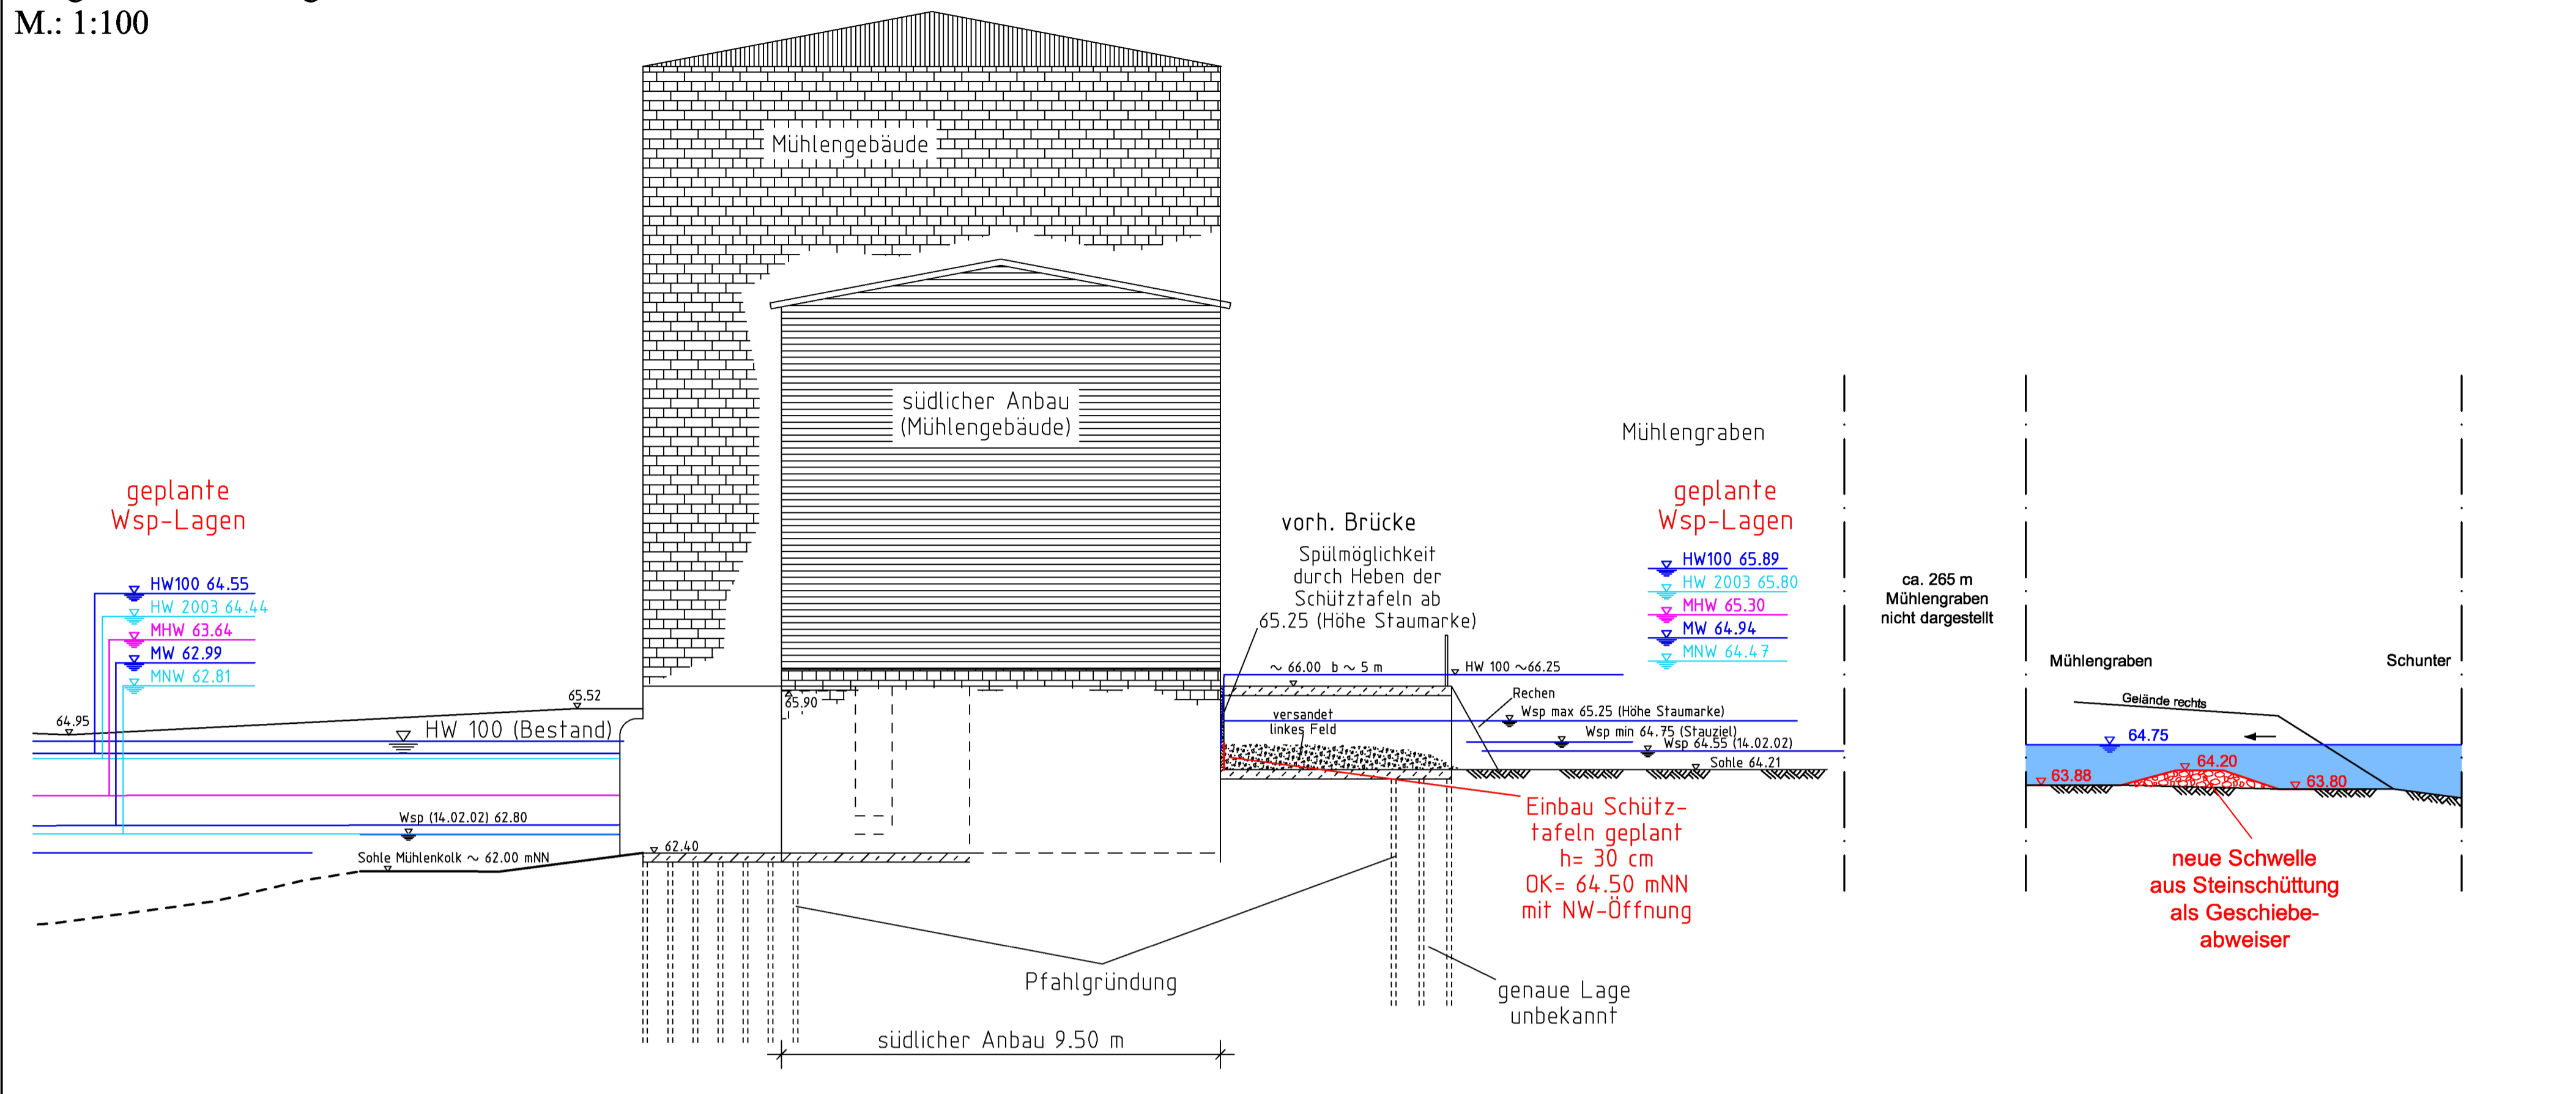 M.: 1:100
Mühlengebäude
südlicher Anbau
(Mühlengebäude)
geplante
Wsp-Lagen
HW100 64.55
HW 2003 64.44
MHW 63.64
MW 62.99
MNW 62.81
64.95
65.52
HW 100 (Bestand)
Wsp (14.02.02) 62.80
Sohle Mühlenkolk ~ 62.00 mNN
62.40
65.90
Pfahlgründung
südlicher Anbau 9.50 m
vorh. Brücke
Spülmöglichkeit
durch Heben der
Schütztafeln ab
65.25 (Höhe Staumarke)
~ 66.00 b ~ 5 m
HW 100 ~66.25
Rechen
versandet
linkes Feld
Wsp max 65.25 (Höhe Staumarke)
Wsp min 64.75 (Stauziel)
Wsp 64.55 (14.02.02)
Sohle 64.21
Einbau Schütz-
tafeln geplant
h= 30 cm
OK= 64.50 mNN
mit NW-Öffnung
genaue Lage
unbekannt
Mühlengraben
geplante
Wsp-Lagen
HW100 65.89
HW 2003 65.80
MHW 65.30
MW 64.94
MNW 64.47
ca. 265 m
Mühlengraben
nicht dargestellt
Mühlengraben
Schunter
Gelände rechts
64.75
63.88
64.20
63.80
neue Schwelle
aus Steinschüttung
als Geschiebe-
abweiser